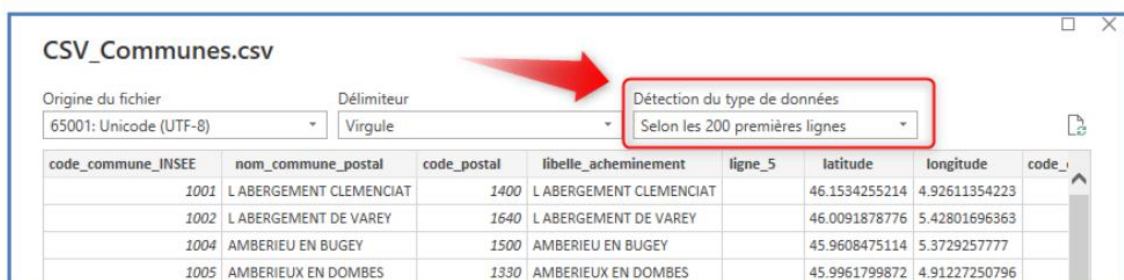 CSV_Communes.csv
Origine du fichier Délimiteur Détection du type de données
65001: Unicode (UTF-8) Virgule Selon les 200 premières lignes
code_commune_INSEE nom_commune_postal code_postal libelle_acheminement ligne_5 latitude longitude code_
1001 L ABERGEMENT CLEMENCIAT 1400 L ABERGEMENT CLEMENCIAT 46.1534255214 4.92611354223
1002 L ABERGEMENT DE VAREY 1640 L ABERGEMENT DE VAREY 46.0091878776 5.42801696363
1004 AMBERIEU EN BUGEY 1500 AMBERIEU EN BUGEY 45.9608475114 5.3729257777
1005 AMBERIEUX EN DOMBES 1330 AMBERIEUX EN DOMBES 45.9961799872 4.91227250796